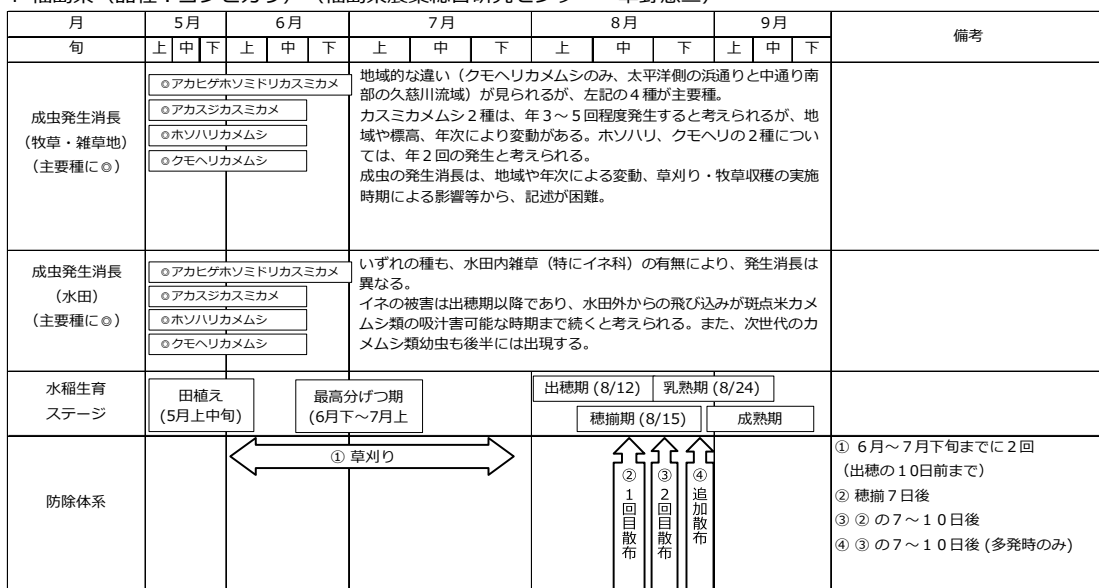 月 5月 6月 7月 8月 9月 備考
旬 上 中 下 上 中 下 上 中 下 上 中 下 上 中 下
成虫発生消長
(牧草・雑草地)
(主要種に◎)
◎アカヒゲホソミドリカスミカメ
◎アカスジカスミカメ
◎ホソハリカメムシ
◎クモヘリカメムシ
地域的な違い（クモヘリカメムシのみ、太平洋側の浜通りと中通り南
部の久慈川流域）が見られるが、左記の４種が主要種。
カスミカメムシ２種は、年３～５回程度発生すると考えられるが、地
域や標高、年次により変動がある。ホソハリ、クモヘリの２種につい
ては、年２回の発生と考えられる。
成虫の発生消長は、地域や年次による変動、草刈り・牧草収穫の実施
時期による影響等から、記述が困難。
成虫発生消長
（水田）
（主要種に◎）
◎アカヒゲホソミドリカスミカメ
◎アカスジカスミカメ
◎ホソハリカメムシ
◎クモヘリカメムシ
いずれの種も、水田内雑草（特にイネ科）の有無により、発生消長は
異なる。
イネの被害は出穂期以降であり、水田外からの飛び込みが斑点米カメ
ムシ類の吸汁害可能な時期まで続くと考えられる。また、次世代のカ
メムシ類幼虫も後半には出現する。
水稲生育
ステージ
田植え
(5月上中旬)
最高分げつ期
(6月下～7月上
出穂期 (8/12)
乳熟期 (8/24)
穂揃期 (8/15)
成熟期
防除体系
① 草刈り
②１回目散布
③２回目散布
④追加散布
① ６月～７月下旬までに２回
（出穂の１0日前まで）
② 穂揃７日後
③ ② の７～１０日後
④ ③ の７～１０日後 (多発時のみ)